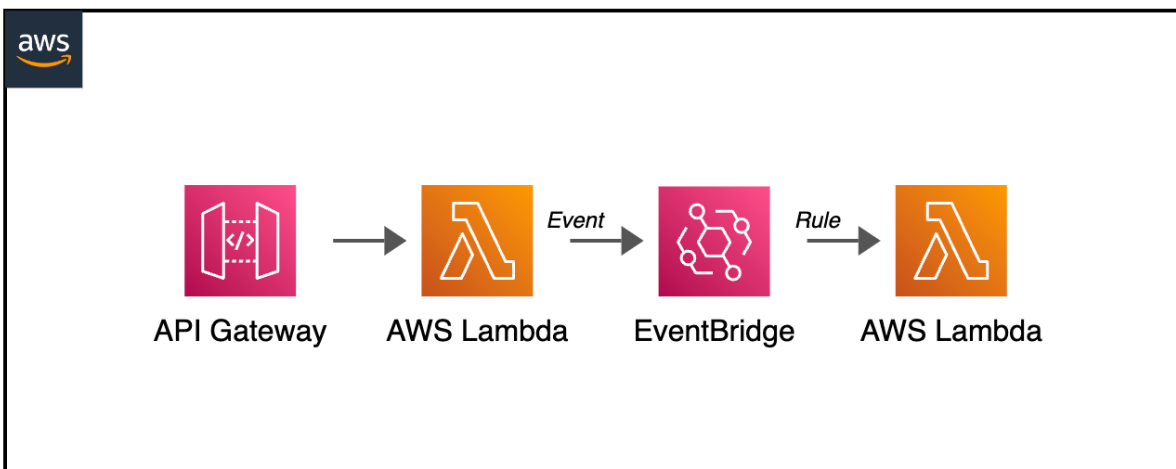 aws
Event
Rule
</>
API Gateway
AWS Lambda
EventBridge
AWS Lambda